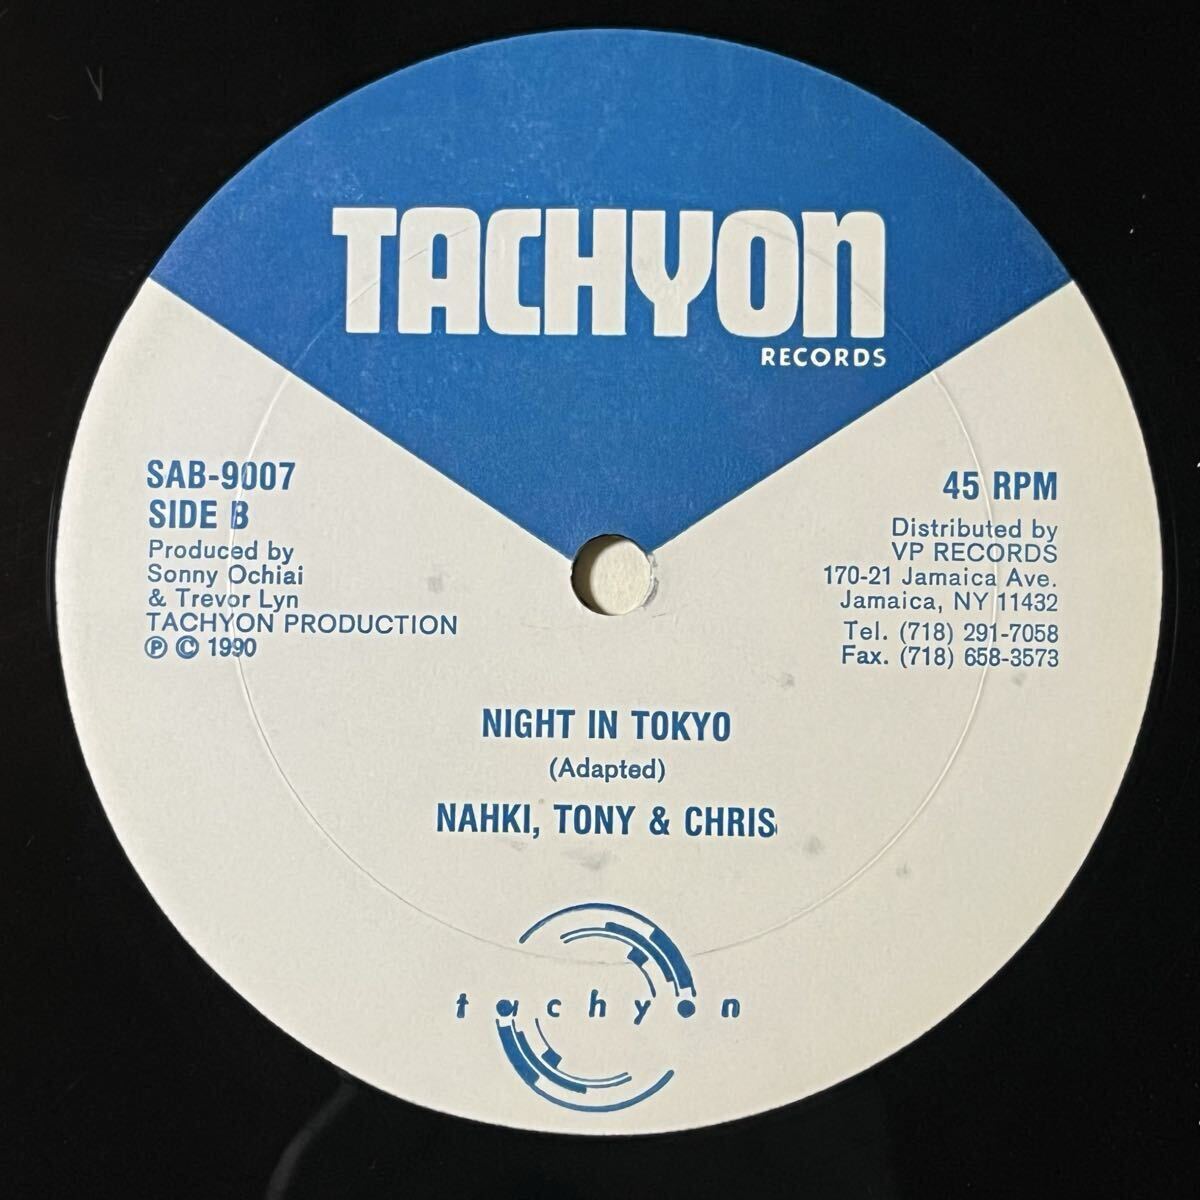 TACHYON
RECORDS
SAB-9007
SIDE B
Produced by
Sonny Ochiai
& Trevor Lyn
TACHYON PRODUCTION
Ⓟ © 1990
45 RPM
Distributed by
VP RECORDS
170-21 Jamaica Ave.
Jamaica, NY 11432
Tel. (718) 291-7058
Fax. (718) 658-3573
NIGHT IN TOKYO
(Adapted)
NAHKI, TONY & CHRIS
tachyon